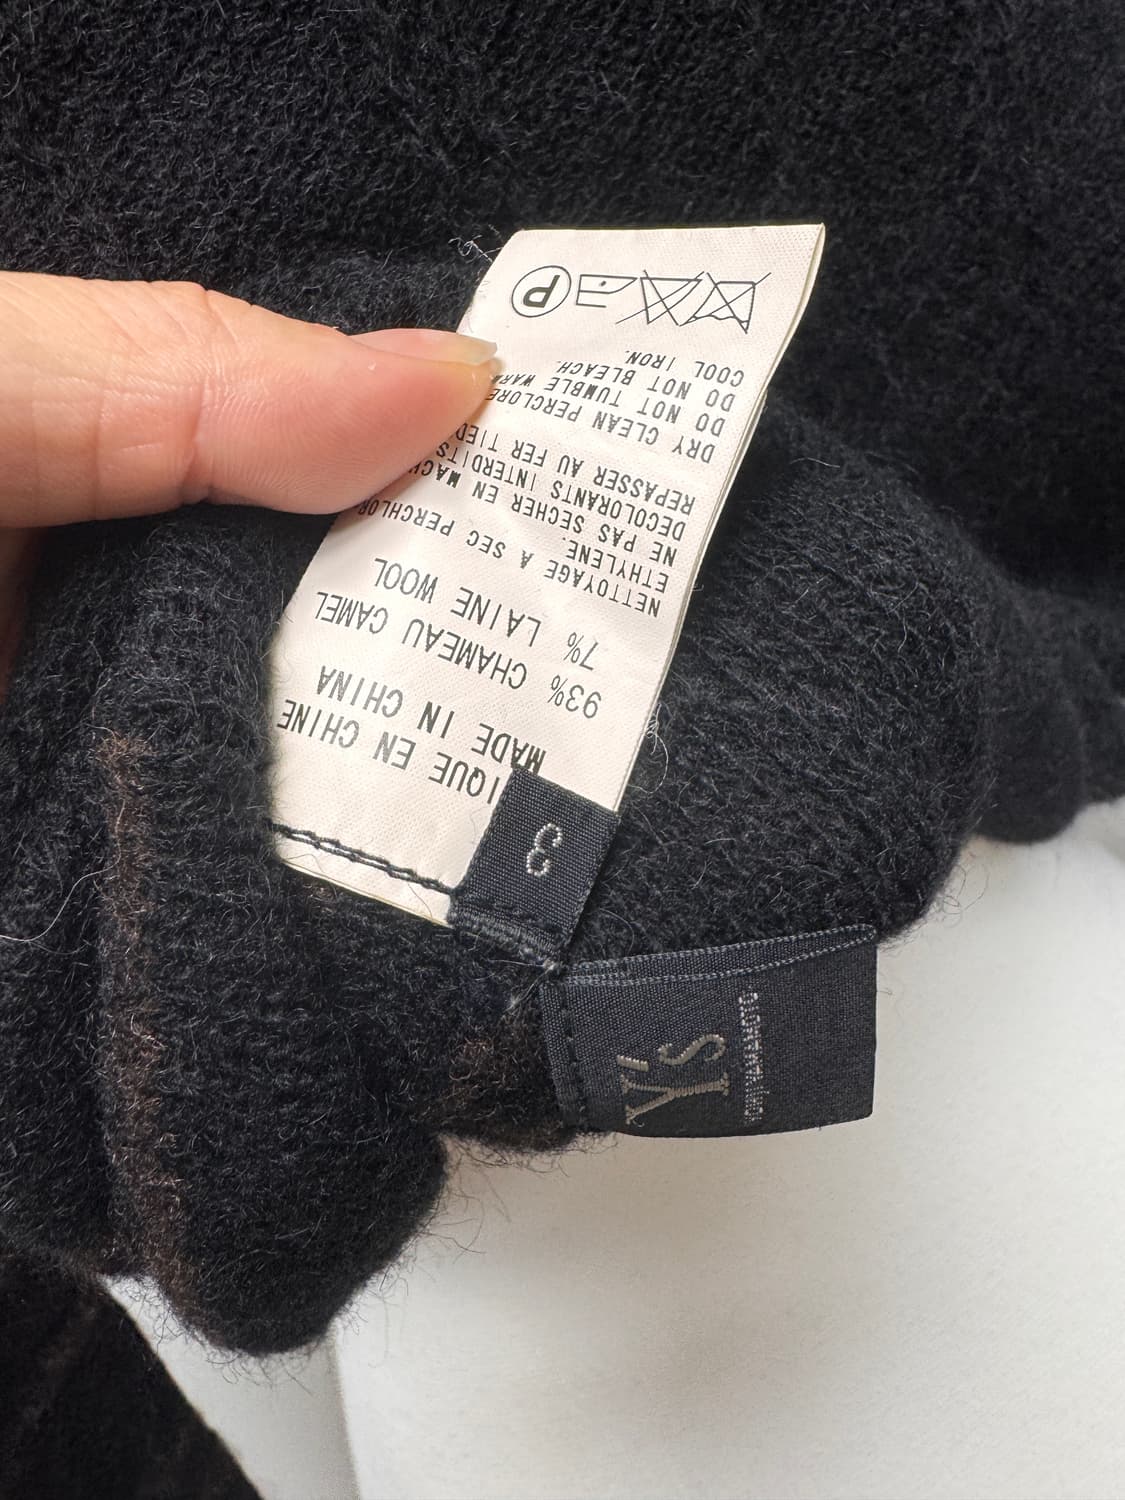 IQUE EN CHINE
MADE IN CHINA
93% CHAMEAU CAMEL
7% LAINE WOOL
NETTOYAGE A SEC PERCHLOR
ETHYLENE.
NE PAS SECHER EN MACH
DECOLORANTS INTERDITS
REPASSER AU FER TIED
DRY CLEAN PERCLORE
DO NOT TUMBLE WARM
DO NOT BLEACH.
COOL IRON.
P
3
Y's
YOHJI YAMAMOTO